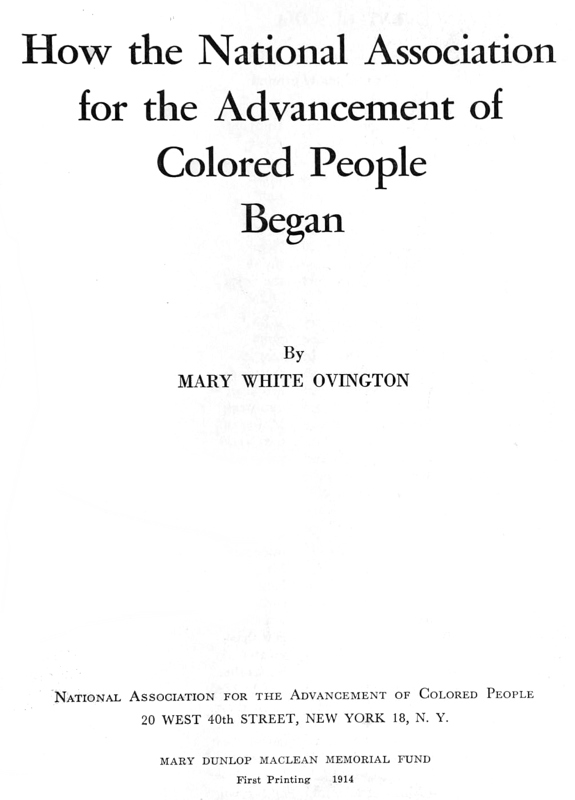 How the National Association
for the Advancement of
Colored People
Began
By
MARY WHITE OVINGTON
NATIONAL ASSOCIATION FOR THE ADVANCEMENT OF COLORED PEOPLE
20 WEST 40th STREET, NEW YORK 18, N. Y.
MARY DUNLOP MACLEAN MEMORIAL FUND
First Printing 1914